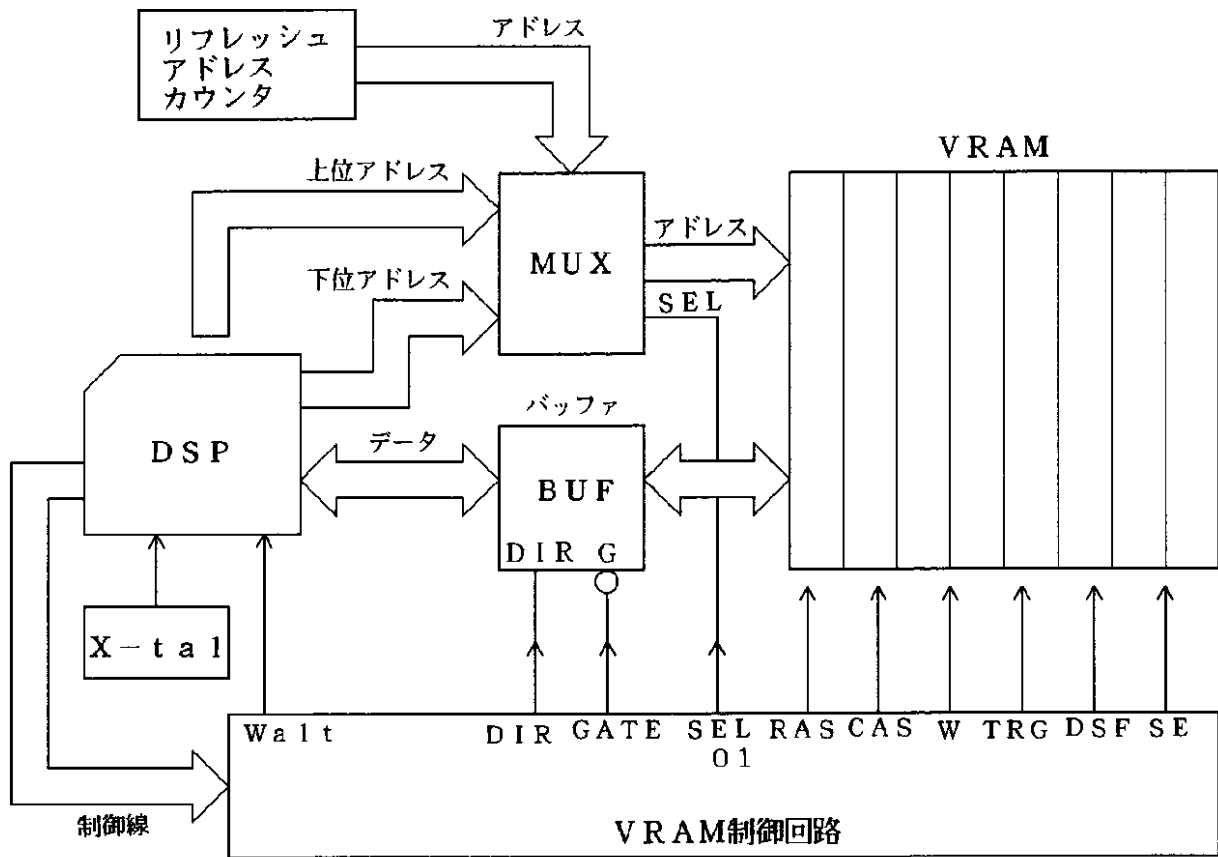 リフレッシュ
アドレス
カウンタ
アドレス
VRAM
上位アドレス
MUX
アドレス
下位アドレス
SEL
バッファ
DSP
データ
BUF
DIR G
X-tal
Walt
DIR
GATE
SEL
01
RAS
CAS
W
TRG
DSF
SE
制御線
VRAM制御回路